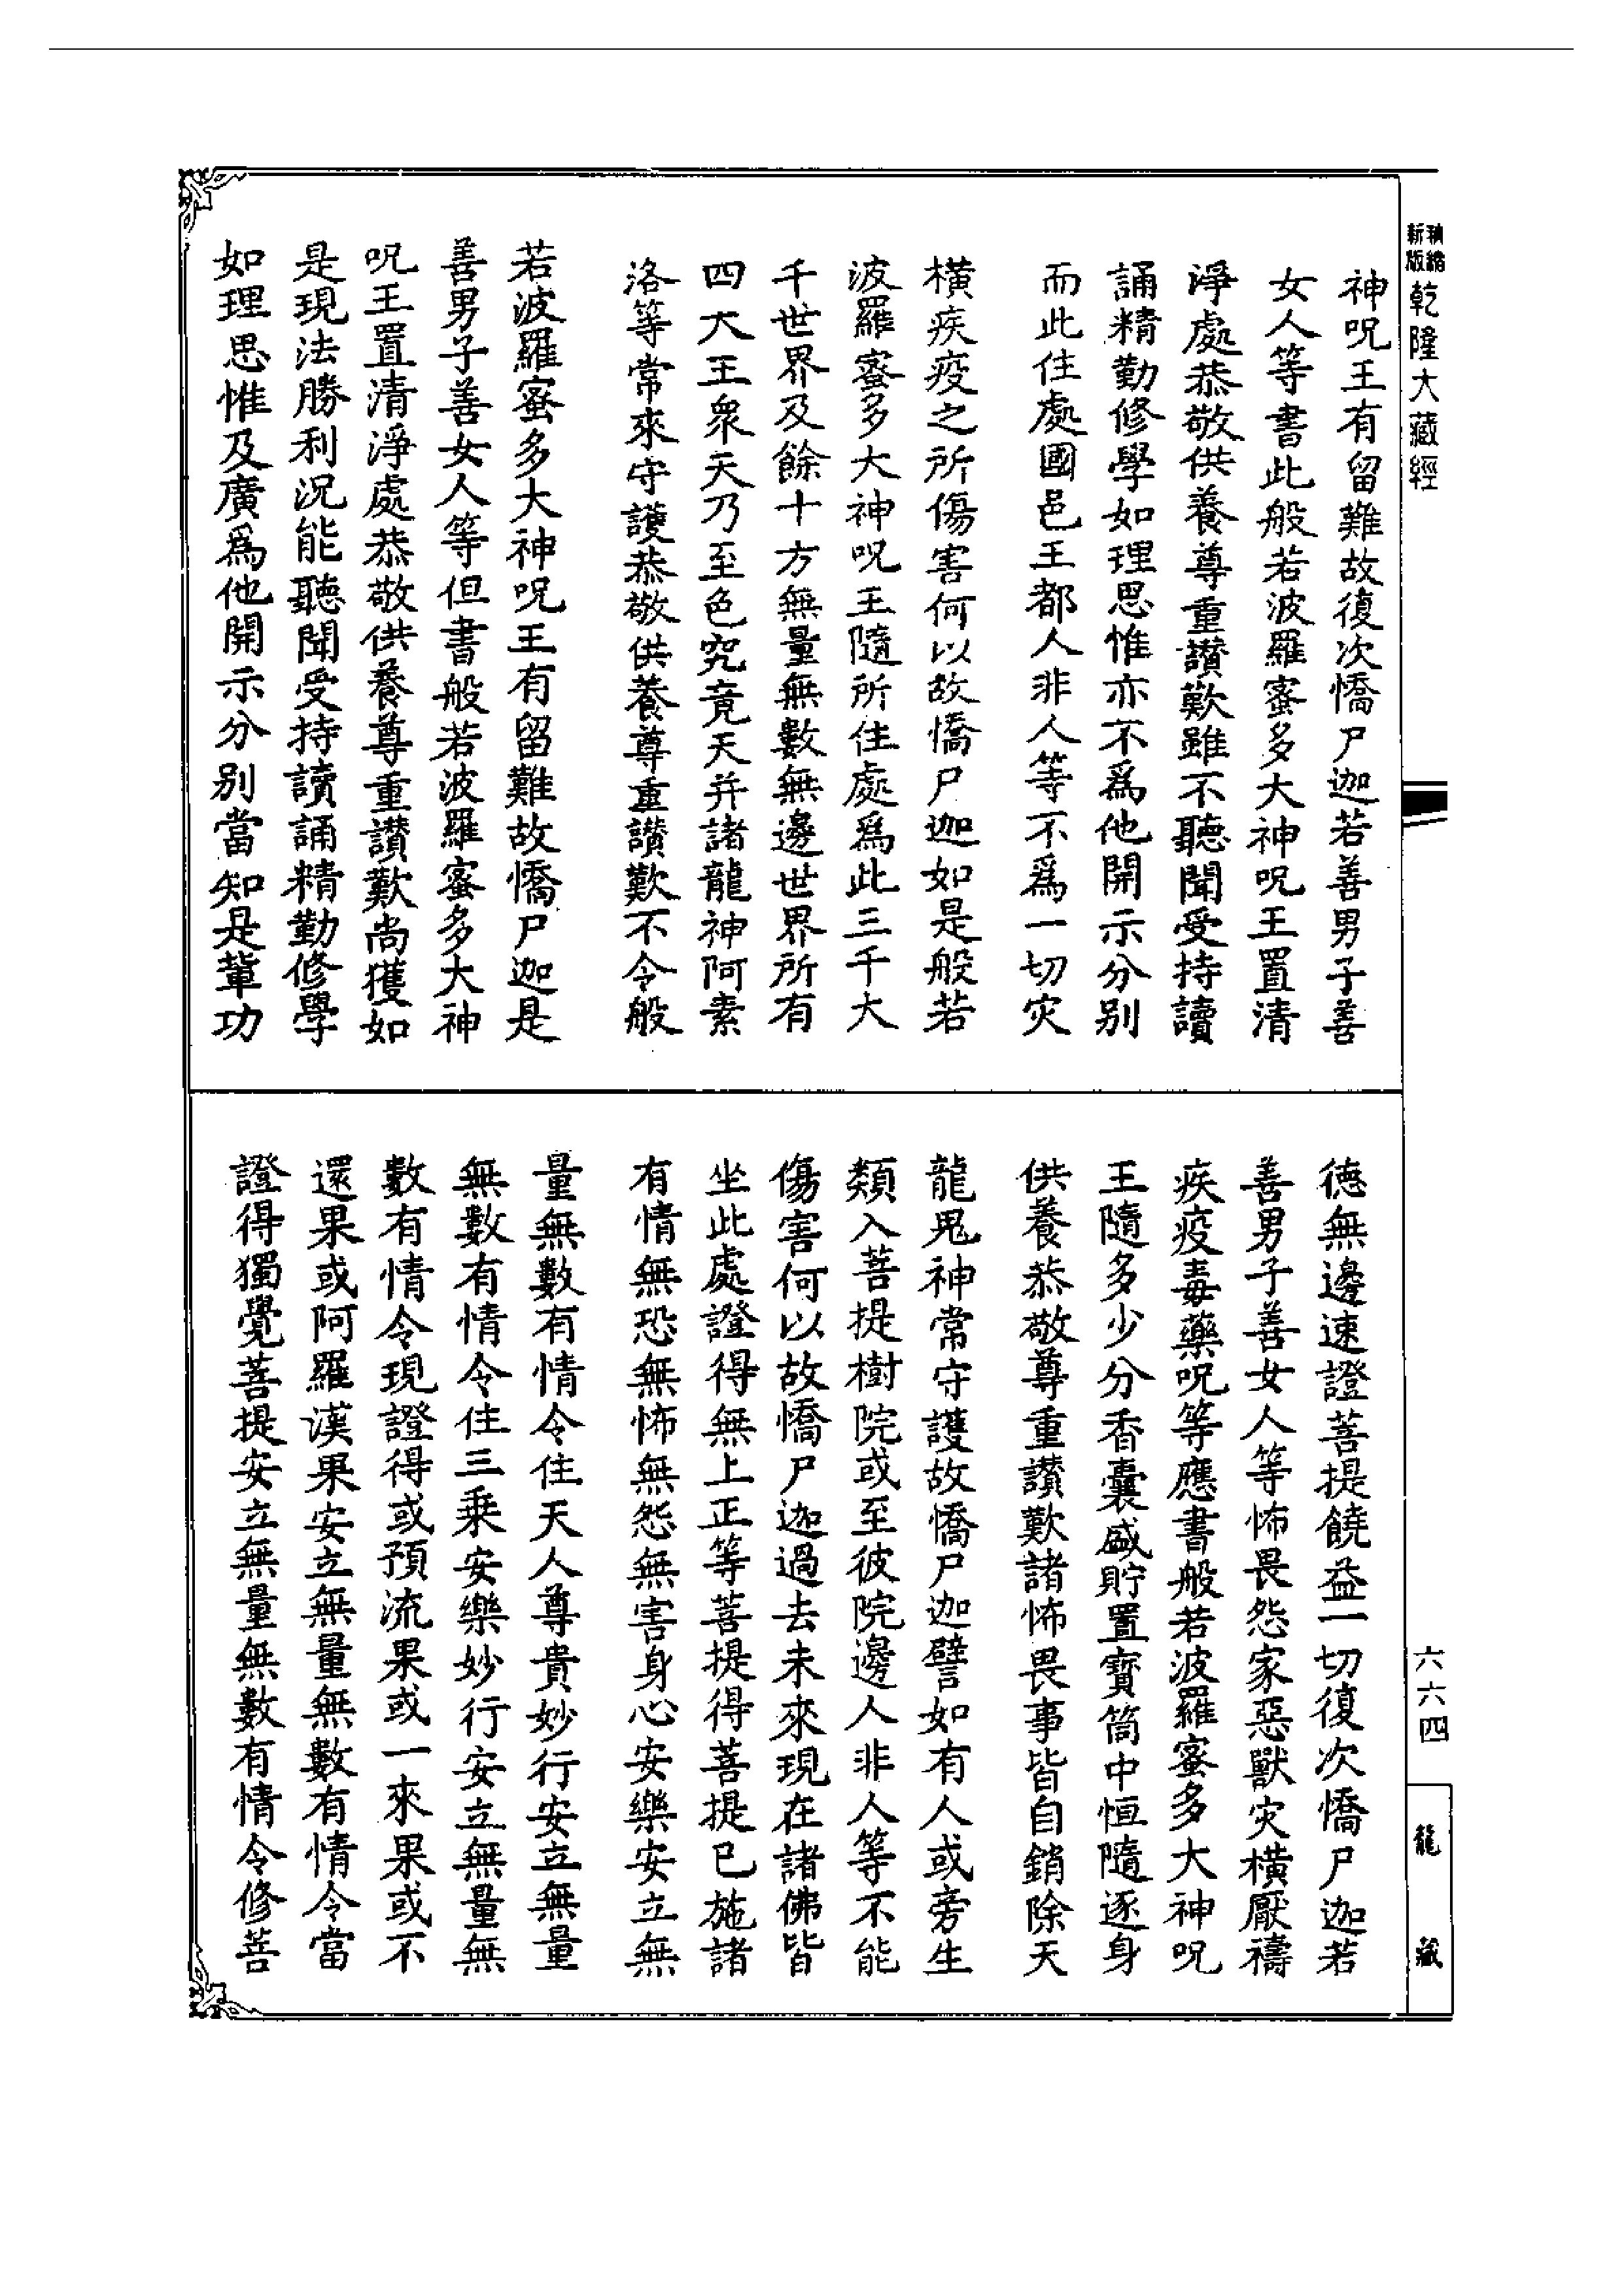 新版
乾隆大藏經
六六四
龍藏
神呪王有留難故復次憍尸迦若善男子善
女人等書此般若波羅蜜多大神呪王置清
淨處恭敬供養尊重讃歎雖不聽聞受持讀
誦精勤修學如理思惟亦不爲他開示分別
而此住處國邑王都人非人等不爲一切灾
橫疾疫之所傷害何以故憍尸迦如是般若
波羅蜜多大神呪王隨所住處爲此三千大
千世界及餘十方無量無數無邊世界所有
四大王衆天乃至色究竟天并諸龍神阿素
洛等常來守護恭敬供養尊重讃歎不令般
若波羅蜜多大神呪王有留難故憍尸迦是
善男子善女人等但書般若波羅蜜多大神
呪王置清淨處恭敬供養尊重讃歎尚獲如
是現法勝利況能聽聞受持讀誦精勤修學
如理思惟及廣爲他開示分別當知是輩功
德無邊速證菩提饒益一切復次憍尸迦若
善男子善女人等怖畏怨家惡獸灾橫厭禱
疾疫毒藥呪等應書般若波羅蜜多大神呪
王隨多少分香囊盛貯置寳筒中恒隨逐身
供養恭敬尊重讃歎諸怖畏事皆自銷除天
龍鬼神常守護故憍尸迦譬如有人或旁生
類入菩提樹院或至彼院邊人非人等不能
傷害何以故憍尸迦過去未來現在諸佛皆
坐此處證得無上正等菩提得菩提已施諸
有情無恐無怖無怨無害身心安樂安立無
量無數有情令住天人尊貴妙行安立無量
無數有情令住三乘安樂妙行安立無量無
數有情令現證得或預流果或一來果或不
還果或阿羅漢果安立無量無數有情令當
證得獨覺菩提安立無量無數有情令修菩